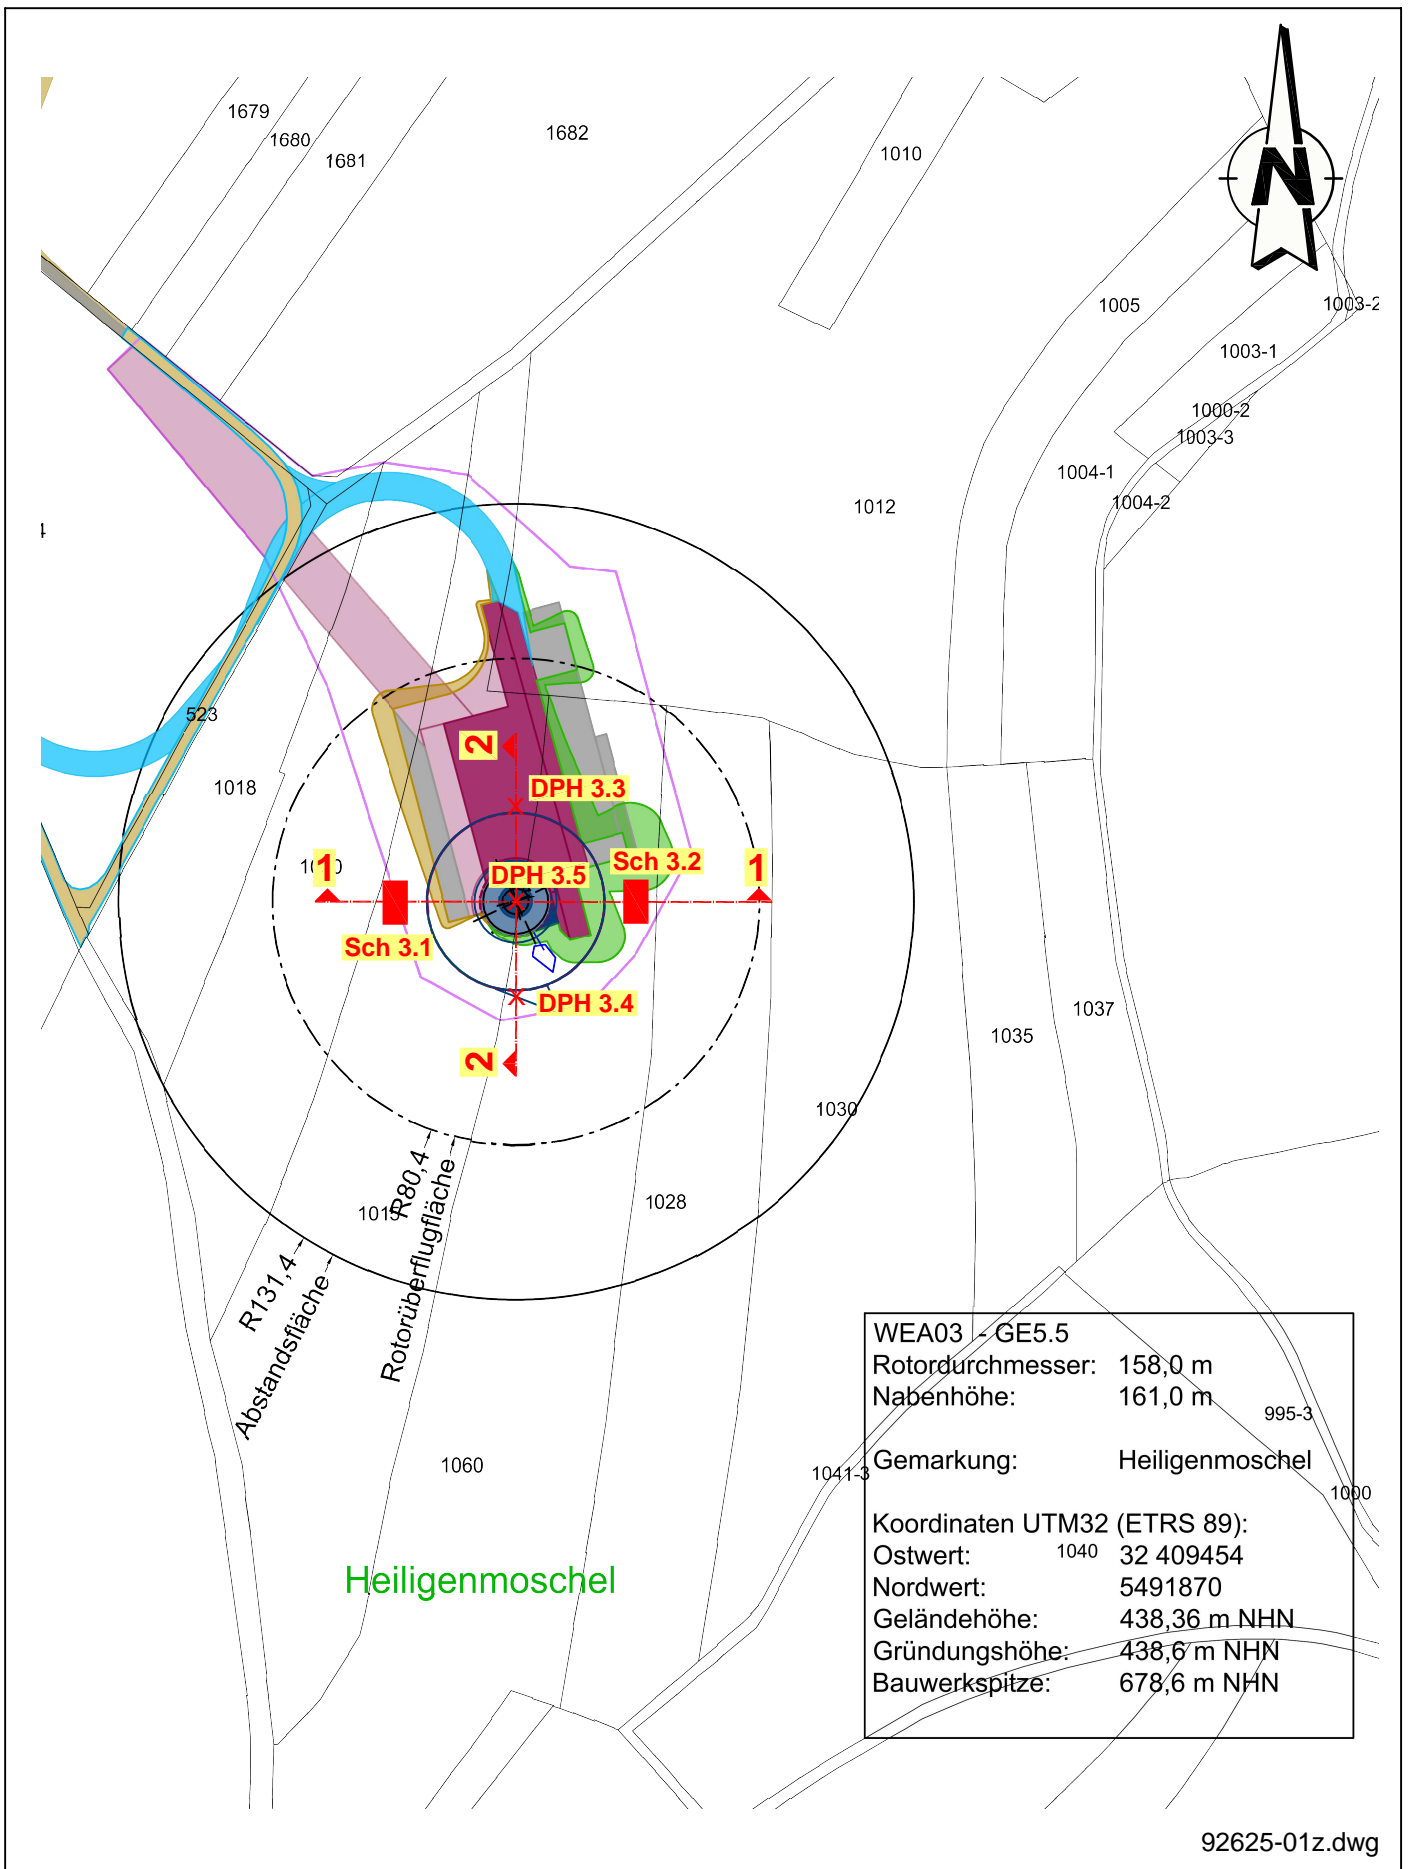 1679
1680
1681
1682
1010
N
1005
1003-2
1003-1
1000-2
1003-3
1004-1
1004-2
1012
4
523
1018
2
DPH 3.3
1
DPH 3.5
Sch 3.2
1
Sch 3.1
DPH 3.4
2
1035
1037
1030
1028
R80,4
Rotorüberflugfläche
R131,4
Abstandsfläche
1060
1041-3
995-3
1000
1040
Heiligenmoschel
WEA03 - GE5.5
Rotordurchmesser: 158,0 m
Nabenhöhe: 161,0 m
Gemarkung: Heiligenmoschel
Koordinaten UTM32 (ETRS 89):
Ostwert: 32 409454
Nordwert: 5491870
Geländehöhe: 438,36 m NHN
Gründungshöhe: 438,6 m NHN
Bauwerkspitze: 678,6 m NHN
92625-01z.dwg